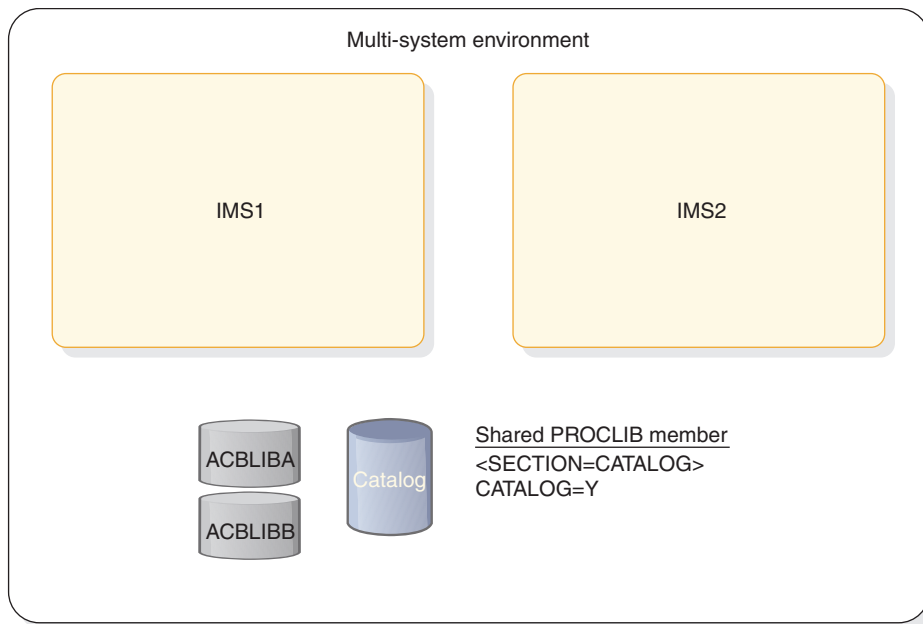 Multi-system environment
IMS1
IMS2
ACBLIBA
ACBLIBB
Catalog
Shared PROCLIB member
<SECTION=CATALOG>
CATALOG=Y